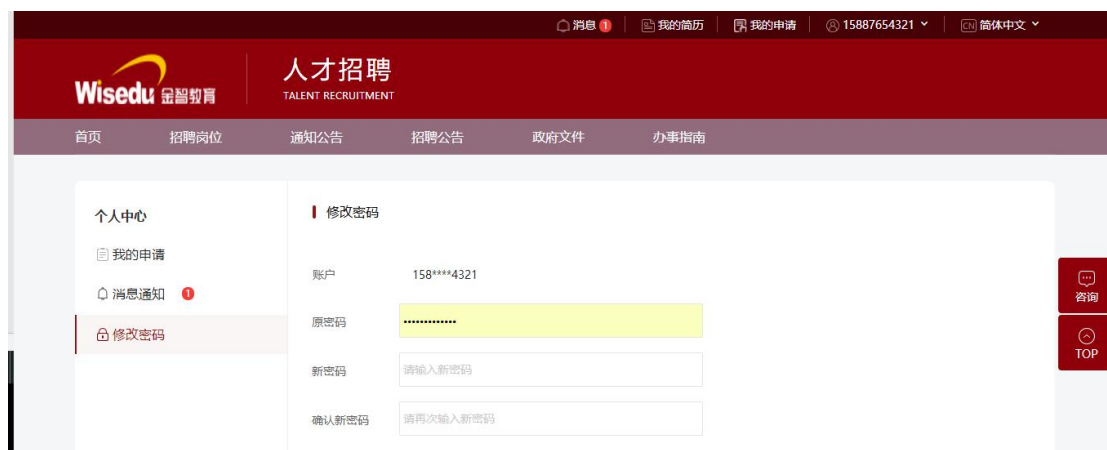 消息 1 我的简历 我的申请 15887654321 CN 简体中文
Wisedu 金智教育 人才招聘
TALENT RECRUITMENT
首页 招聘岗位 通知公告 招聘公告 政府文件 办事指南
个人中心
我的申请
消息通知 1
修改密码
修改密码
账户 158****4321
原密码 •••••••••••••
新密码 请输入新密码
确认新密码 请再次输入新密码
咨询
TOP